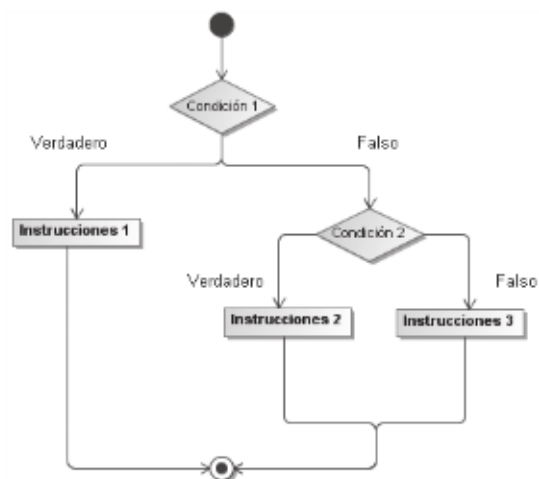 Condición 1
Verdadero
Falso
Instrucciones 1
Condición 2
Verdadero
Falso
Instrucciones 2
Instrucciones 3